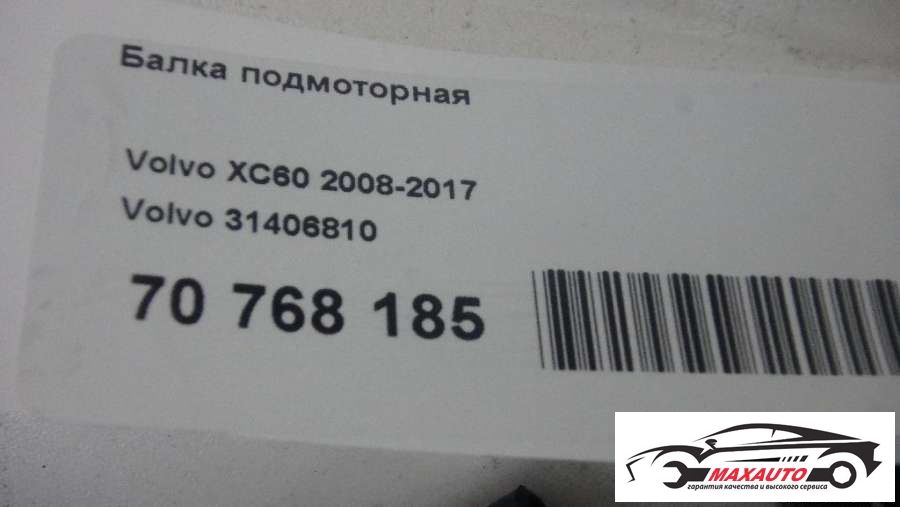 Балка подмоторная
Volvo XC60 2008-2017
Volvo 31406810
70 768 185
MAXAUTO
гарантия качества и высокого сервиса